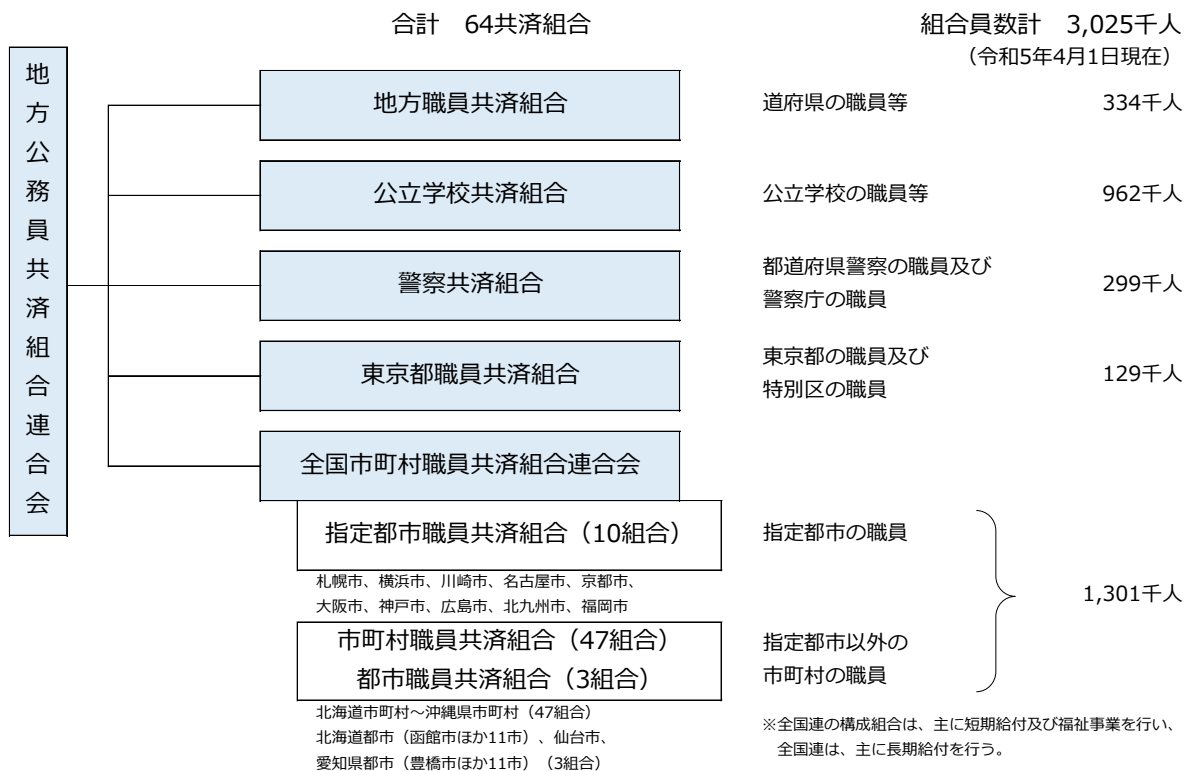 合計 64共済組合
組合員数計 3,025千人
（令和5年4月1日現在）
地方公務員共済組合連合会
地方職員共済組合
道府県の職員等
334千人
公立学校共済組合
公立学校の職員等
962千人
警察共済組合
都道府県警察の職員及び
警察庁の職員
299千人
東京都職員共済組合
東京都の職員及び
特別区の職員
129千人
全国市町村職員共済組合連合会
指定都市職員共済組合（10組合）
指定都市の職員
札幌市、横浜市、川崎市、名古屋市、京都市、
大阪市、神戸市、広島市、北九州市、福岡市
1,301千人
市町村職員共済組合（47組合）
都市職員共済組合（3組合）
指定都市以外の
市町村の職員
北海道市町村～沖縄県市町村（47組合）
北海道都市（函館市ほか11市）、仙台市、
愛知県都市（豊橋市ほか11市）（3組合）
※全国連の構成組合は、主に短期給付及び福祉事業を行い、
全国連は、主に長期給付を行う。